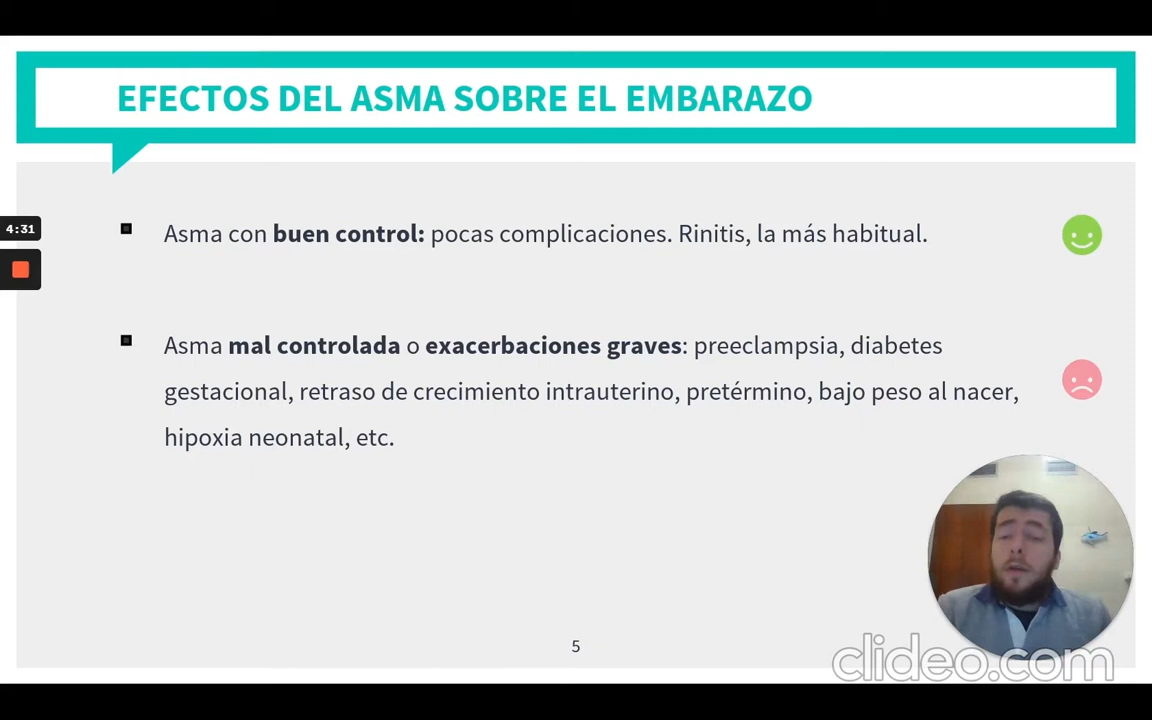 EFECTOS DEL ASMA SOBRE EL EMBARAZO
4:31
Asma con buen control: pocas complicaciones. Rinitis, la más habitual.
Asma mal controlada o exacerbaciones graves: preeclampsia, diabetes
gestacional, retraso de crecimiento intrauterino, pretérmino, bajo peso al nacer,
hipoxia neonatal, etc.
5
clideo.com